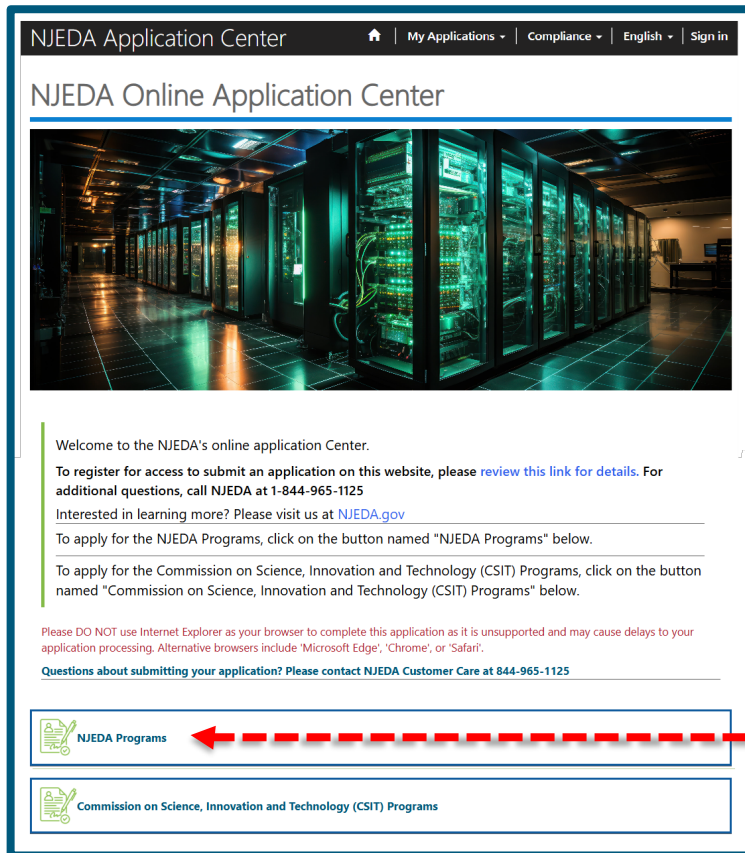 NJEDA Application Center
My Applications
Compliance
English
Sign in
NJEDA Online Application Center
Welcome to the NJEDA's online application Center.
To register for access to submit an application on this website, please review this link for details. For
additional questions, call NJEDA at 1-844-965-1125
Interested in learning more? Please visit us at NJEDA.gov
To apply for the NJEDA Programs, click on the button named "NJEDA Programs" below.
To apply for the Commission on Science, Innovation and Technology (CSIT) Programs, click on the button
named "Commission on Science, Innovation and Technology (CSIT) Programs" below.
Please DO NOT use Internet Explorer as your browser to complete this application as it is unsupported and may cause delays to your
application processing. Alternative browsers include 'Microsoft Edge', 'Chrome', or 'Safari'.
Questions about submitting your application? Please contact NJEDA Customer Care at 844-965-1125
NJEDA Programs
Commission on Science, Innovation and Technology (CSIT) Programs